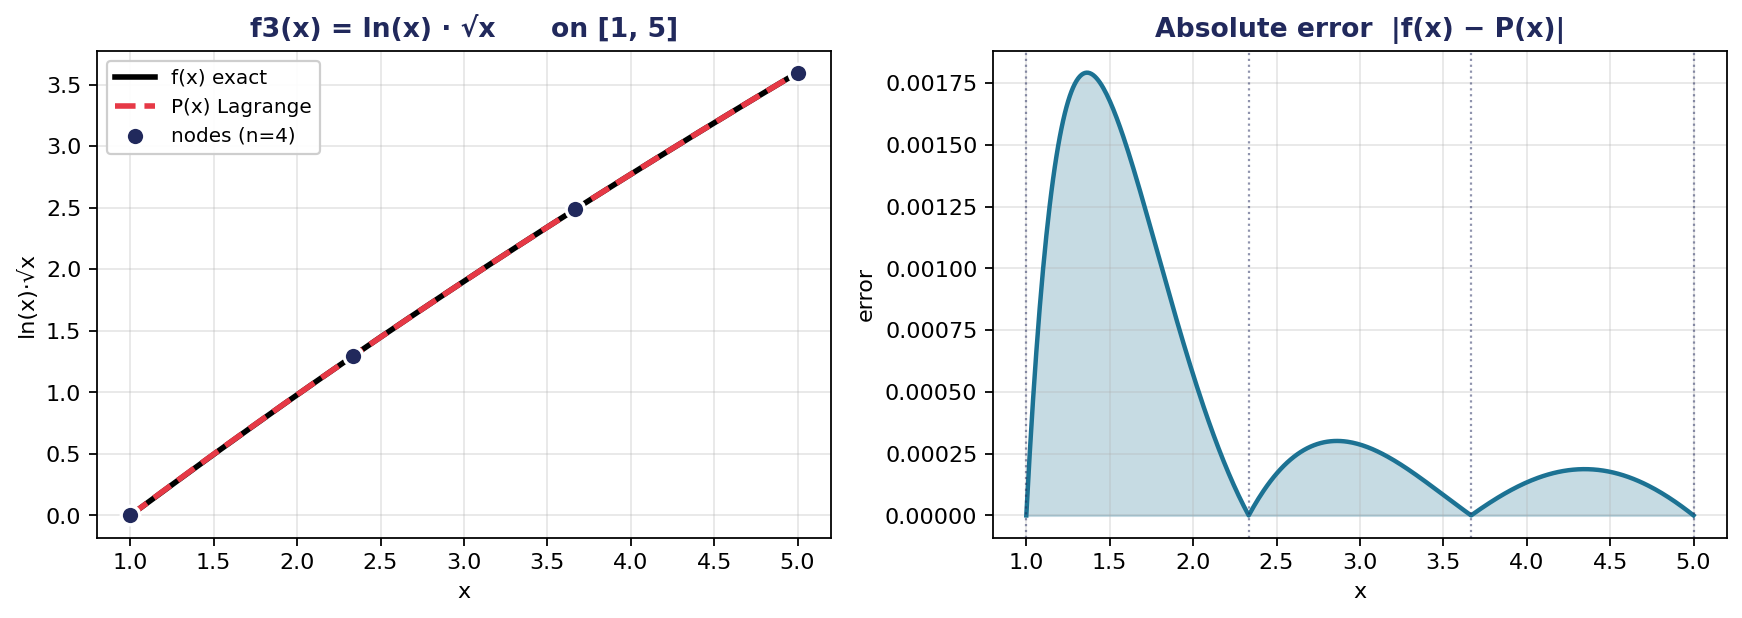 f3(x) = ln(x) · √x      on [1, 5]
f(x) exact
P(x) Lagrange
nodes (n=4)
3.5
3.0
2.5
2.0
1.5
1.0
0.5
0.0
ln(x)·√x
1.0 1.5 2.0 2.5 3.0 3.5 4.0 4.5 5.0
x
Absolute error  |f(x) − P(x)|
0.00175
0.00150
0.00125
0.00100
0.00075
0.00050
0.00025
0.00000
error
1.0 1.5 2.0 2.5 3.0 3.5 4.0 4.5 5.0
x